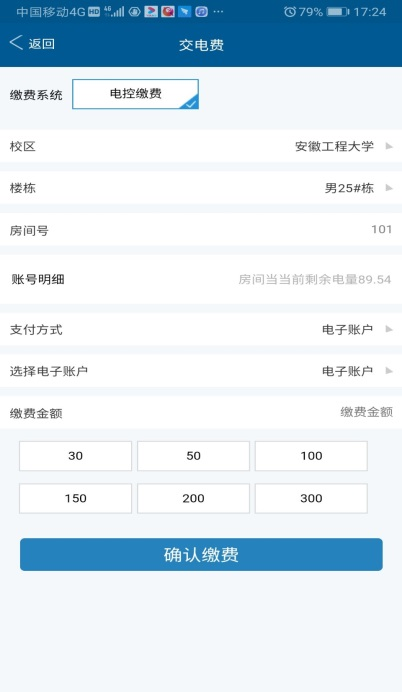 中国移动4G HD 46 79% 17:24
返回 交电费
缴费系统 电控缴费
校区 安徽工程大学
楼栋 男25#栋
房间号 101
账号明细 房间当当前剩余电量89.54
支付方式 电子账户
选择电子账户 电子账户
缴费金额 缴费金额
30 50 100
150 200 300
确认缴费